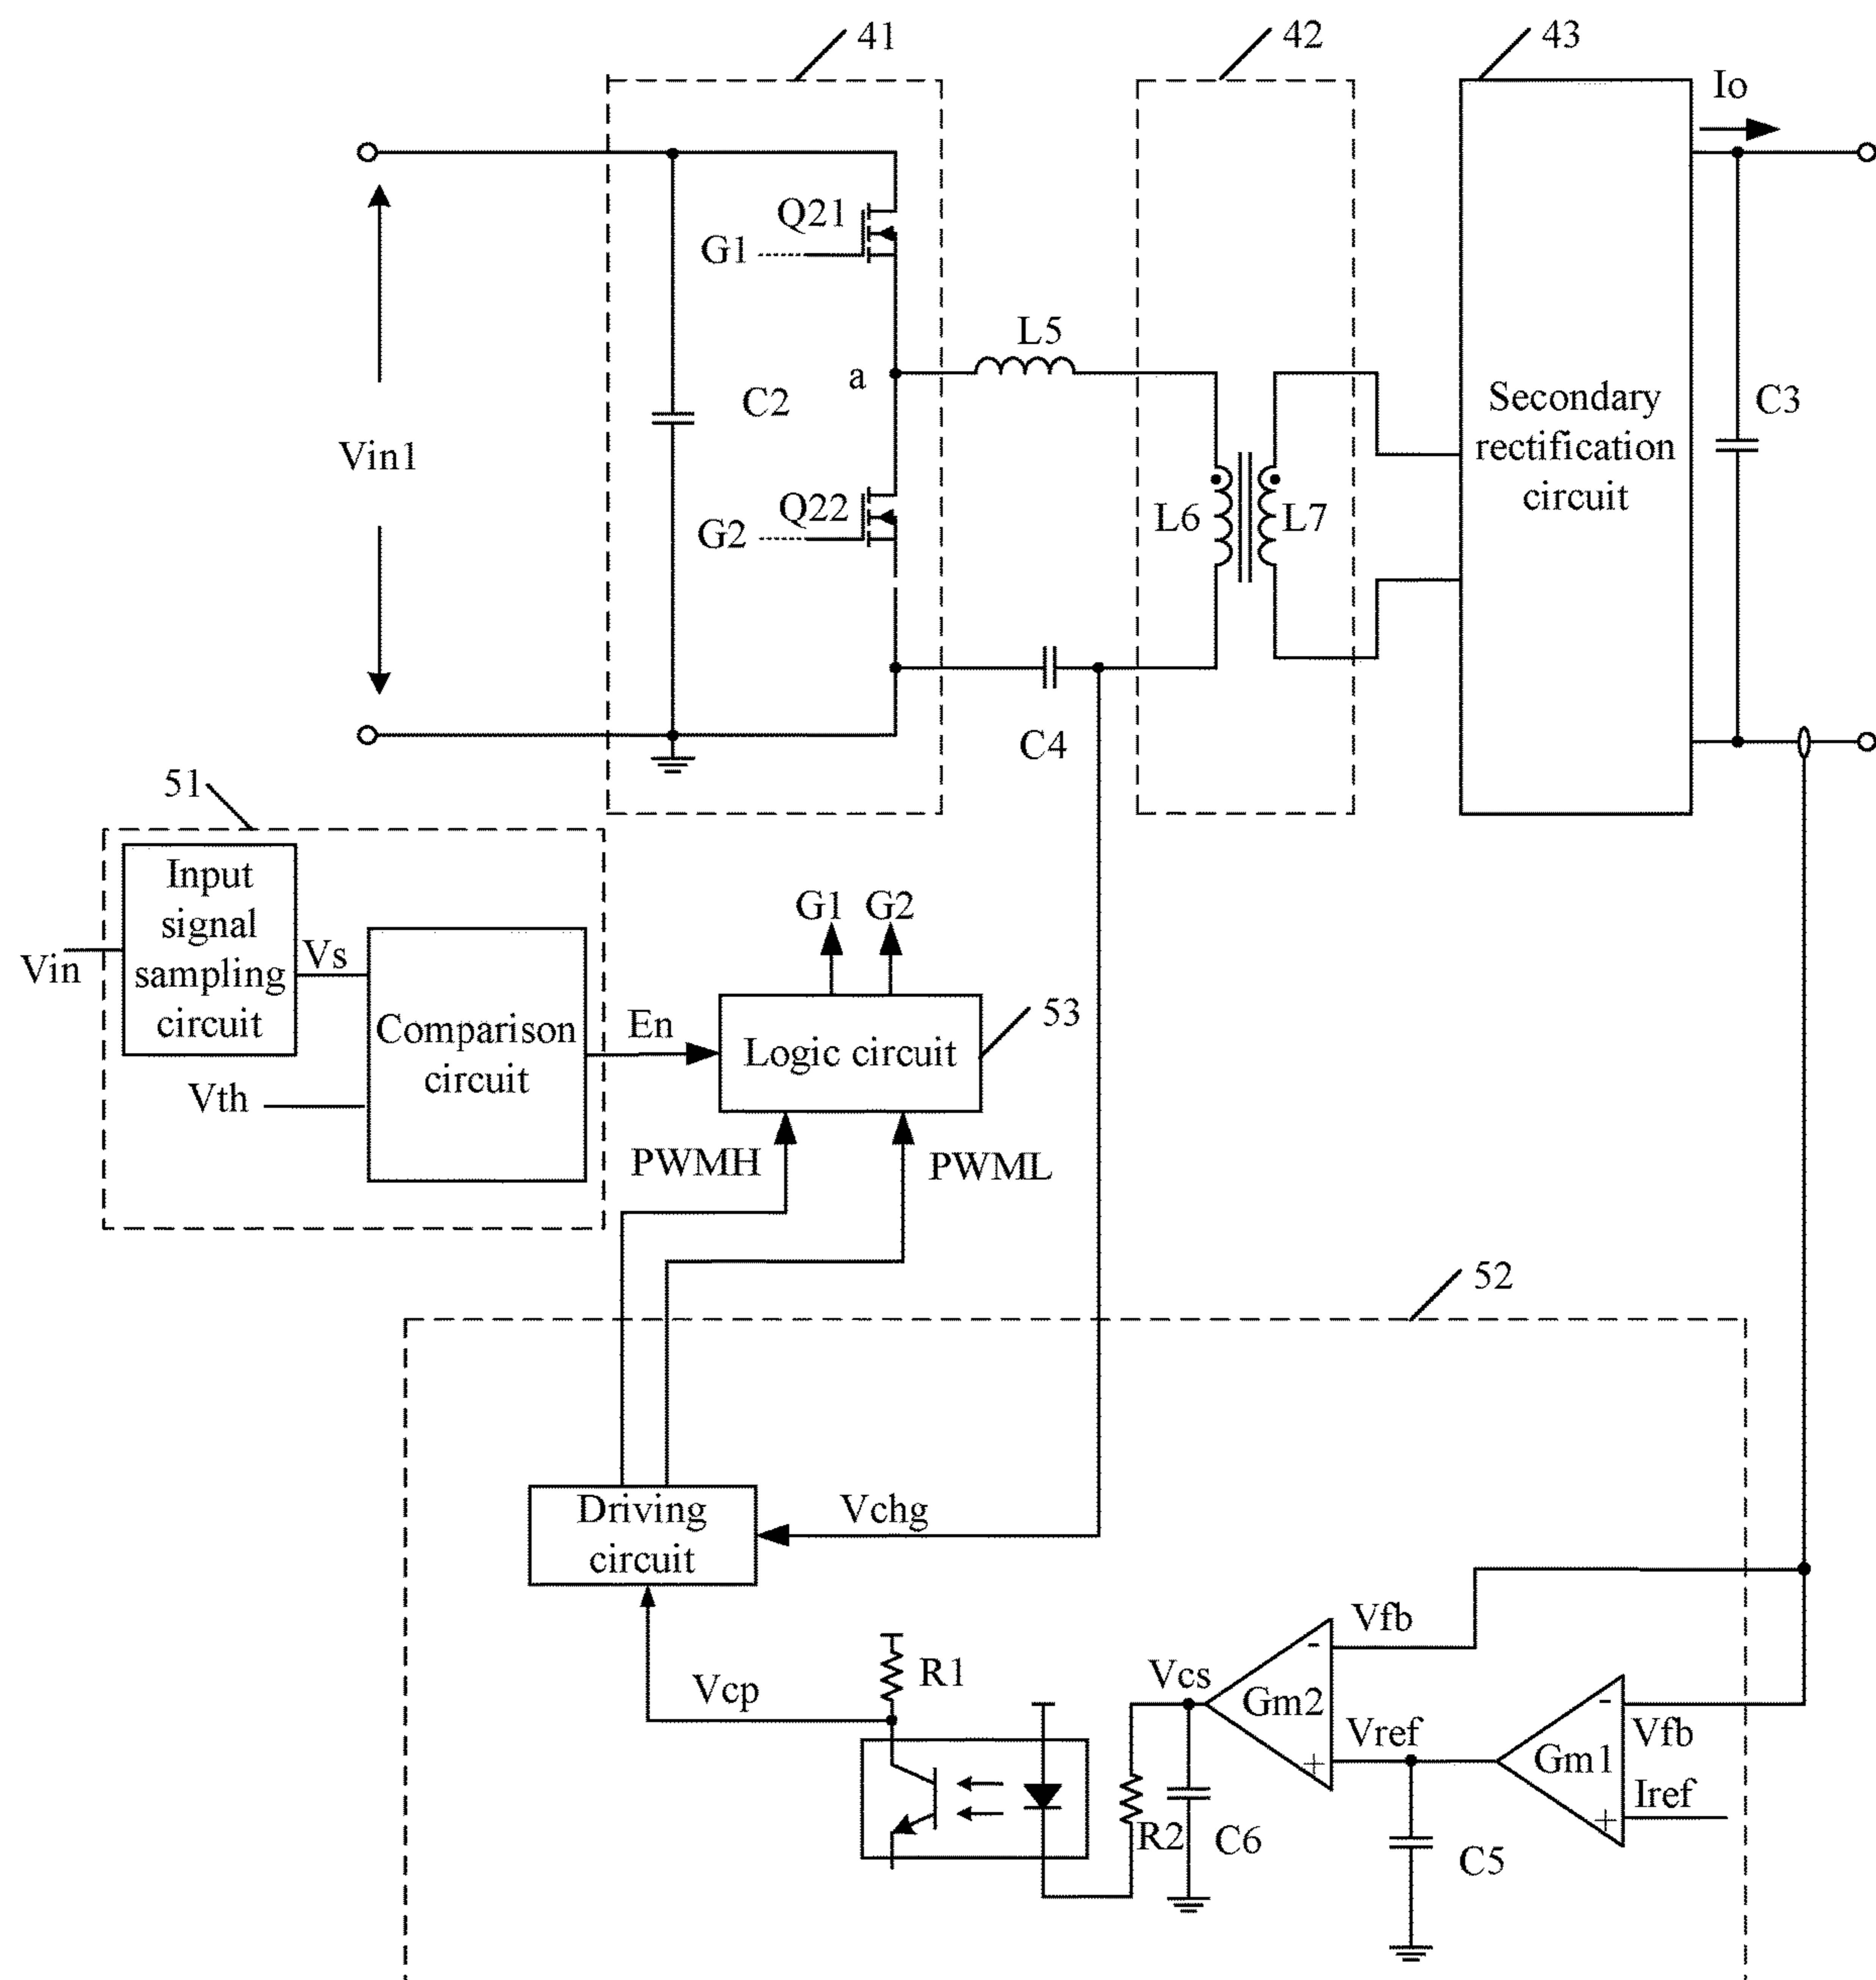 41
42
43
Io
Q21
G1
L5
a
C2
C3
Secondary
rectification
circuit
Vin1
Q22
G2
L6
L7
C4
51
Input
signal
sampling
circuit
Vin
Vs
G1
G2
Comparison
circuit
En
Logic circuit
53
Vth
PWMH
PWML
52
Driving
circuit
Vchg
Vfb
Vcp
R1
Vcs
-
Gm2
+
Vref
-
Vfb
Gm1
Iref
+
R2
C6
C5